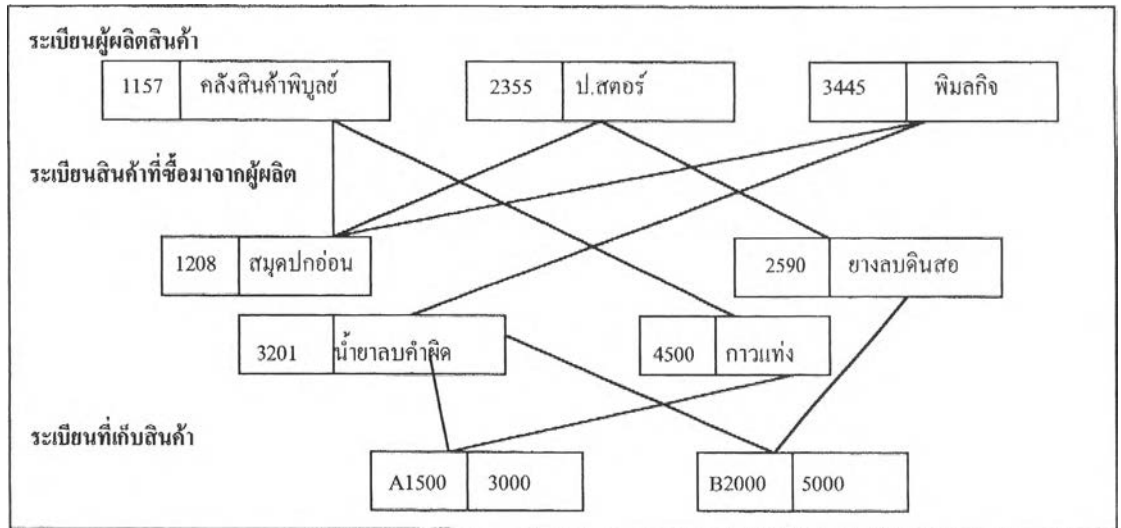 ระเบียนผู้ผลิตสินค้า
1157 คลังสินค้าพิบูลย์ 2355 ป.สตอร์ 3445 พิมลกิจ
ระเบียนสินค้าที่ซื้อมาจากผู้ผลิต
1208 สมุดปกอ่อน 2590 ยางลบดินสอ
3201 น้ำยาลบคำผิด 4500 กาวแท่ง
ระเบียนที่เก็บสินค้า
A1500 3000 B2000 5000